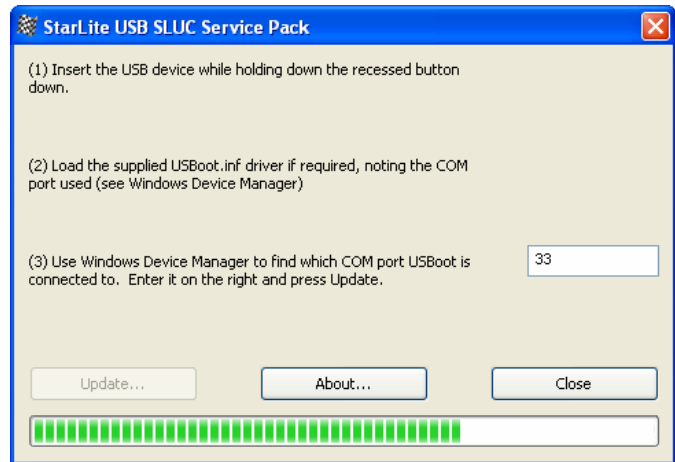 StarLite USB SLUC Service Pack
(1) Insert the USB device while holding down the recessed button
down.
(2) Load the supplied USBoot.inf driver if required, noting the COM
port used (see Windows Device Manager)
(3) Use Windows Device Manager to find which COM port USBoot is
connected to.  Enter it on the right and press Update.
33
Update...
About...
Close